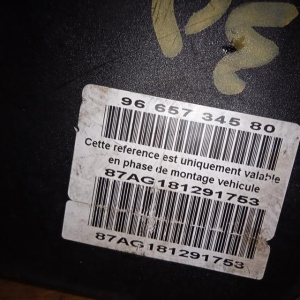 96 657 345 80
Cette reference est uniquement valable
en phase de montage vehicule
87AG181291753
87AG181291753